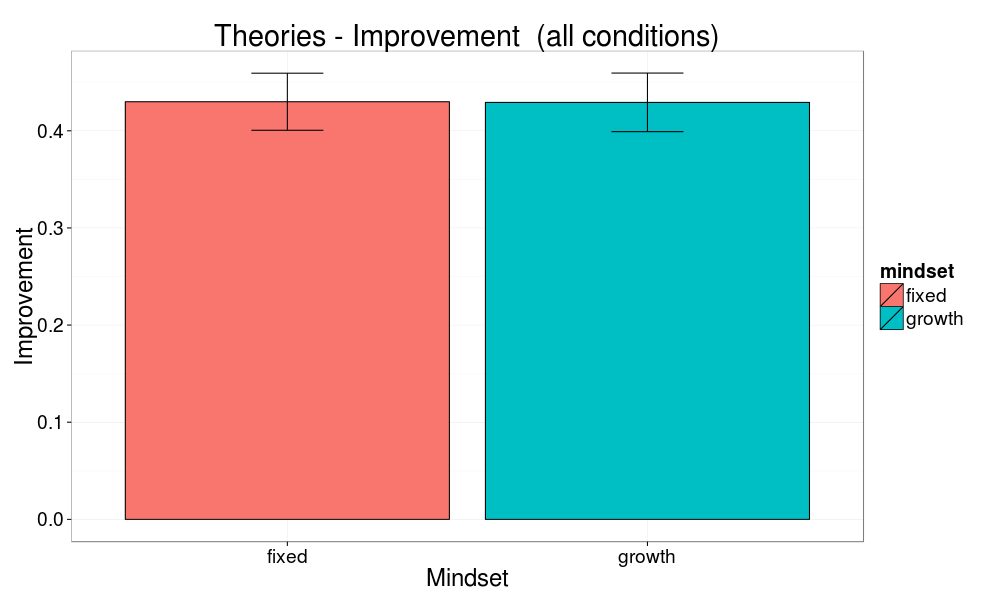 Theories - Improvement  (all conditions)
Improvement
0.4
0.3
0.2
0.1
0.0
fixed
growth
Mindset
mindset
fixed
growth